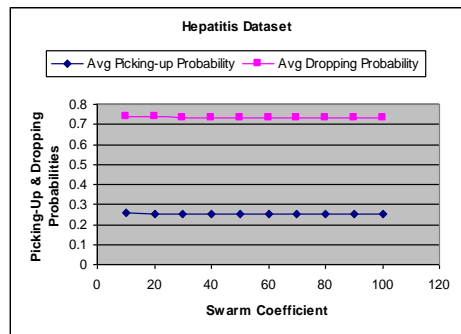 Hepatitis Dataset
Avg Picking-up Probability
Avg Dropping Probability
Picking-Up & Dropping
Probabilities
0.8
0.7
0.6
0.5
0.4
0.3
0.2
0.1
0
0 20 40 60 80 100 120
Swarm Coefficient